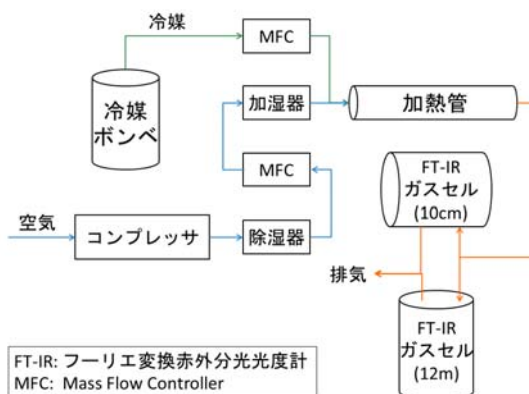 冷媒
MFC
冷媒
ボンベ
加湿器
加熱管
MFC
FT-IR
ガスセル
(10cm)
空気
コンプレッサ
除湿器
排気
FT-IR
ガスセル
(12m)
FT-IR: フーリエ変換赤外分光光度計
MFC: Mass Flow Controller